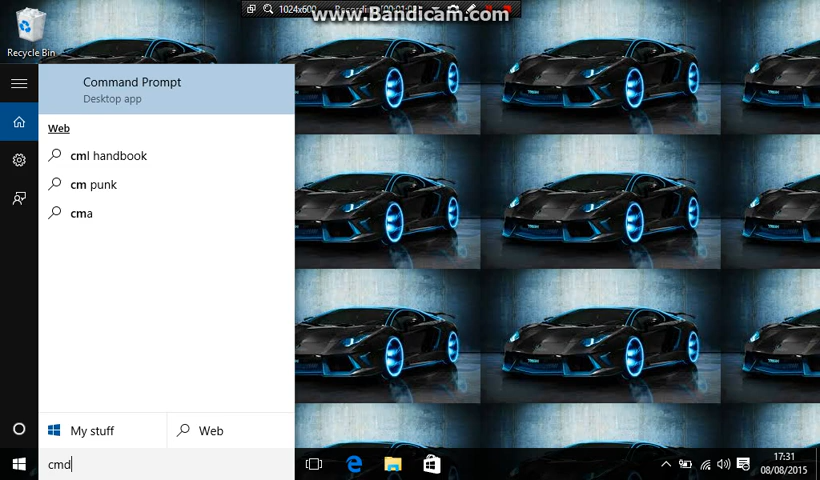 www.Bandicam.com
1024x600
Recycle Bin
Command Prompt
Desktop app
Web
cml handbook
cm punk
cma
My stuff
Web
cmd
17:31
08/08/2015